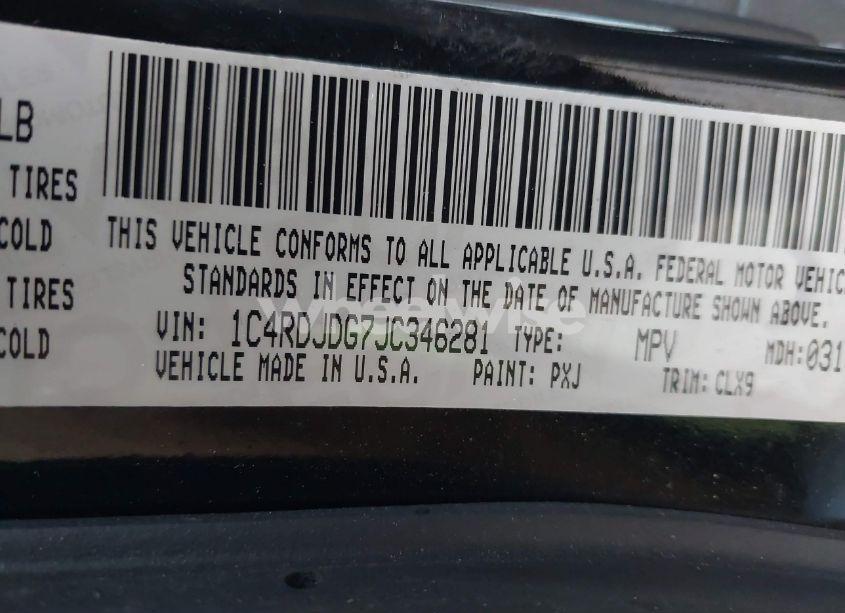 LB
TIRES
COLD
TIRES
COLD
THIS VEHICLE CONFORMS TO ALL APPLICABLE U.S.A. FEDERAL MOTOR VEHIC
STANDARDS IN EFFECT ON THE DATE OF MANUFACTURE SHOWN ABOVE.
VIN: 1C4RDJDG7JC346281 TYPE: MPV MDH:031
VEHICLE MADE IN U.S.A. PAINT: PXJ TRIM: CLX9
Wheelwise